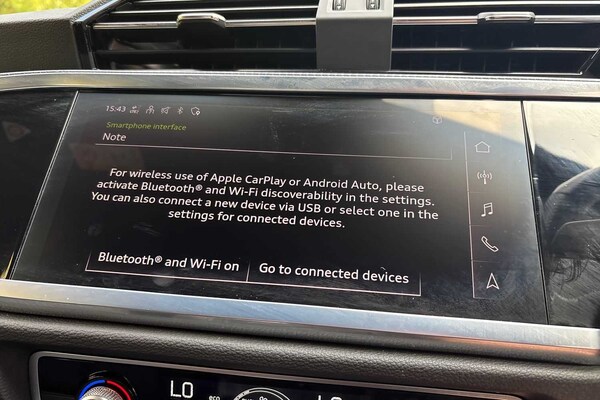 15:43
Smartphone interface
Note
For wireless use of Apple CarPlay or Android Auto, please
activate Bluetooth® and Wi-Fi discoverability in the settings.
You can also connect a new device via USB or select one in the
settings for connected devices.
Bluetooth® and Wi-Fi on
Go to connected devices
LO
eco
LO